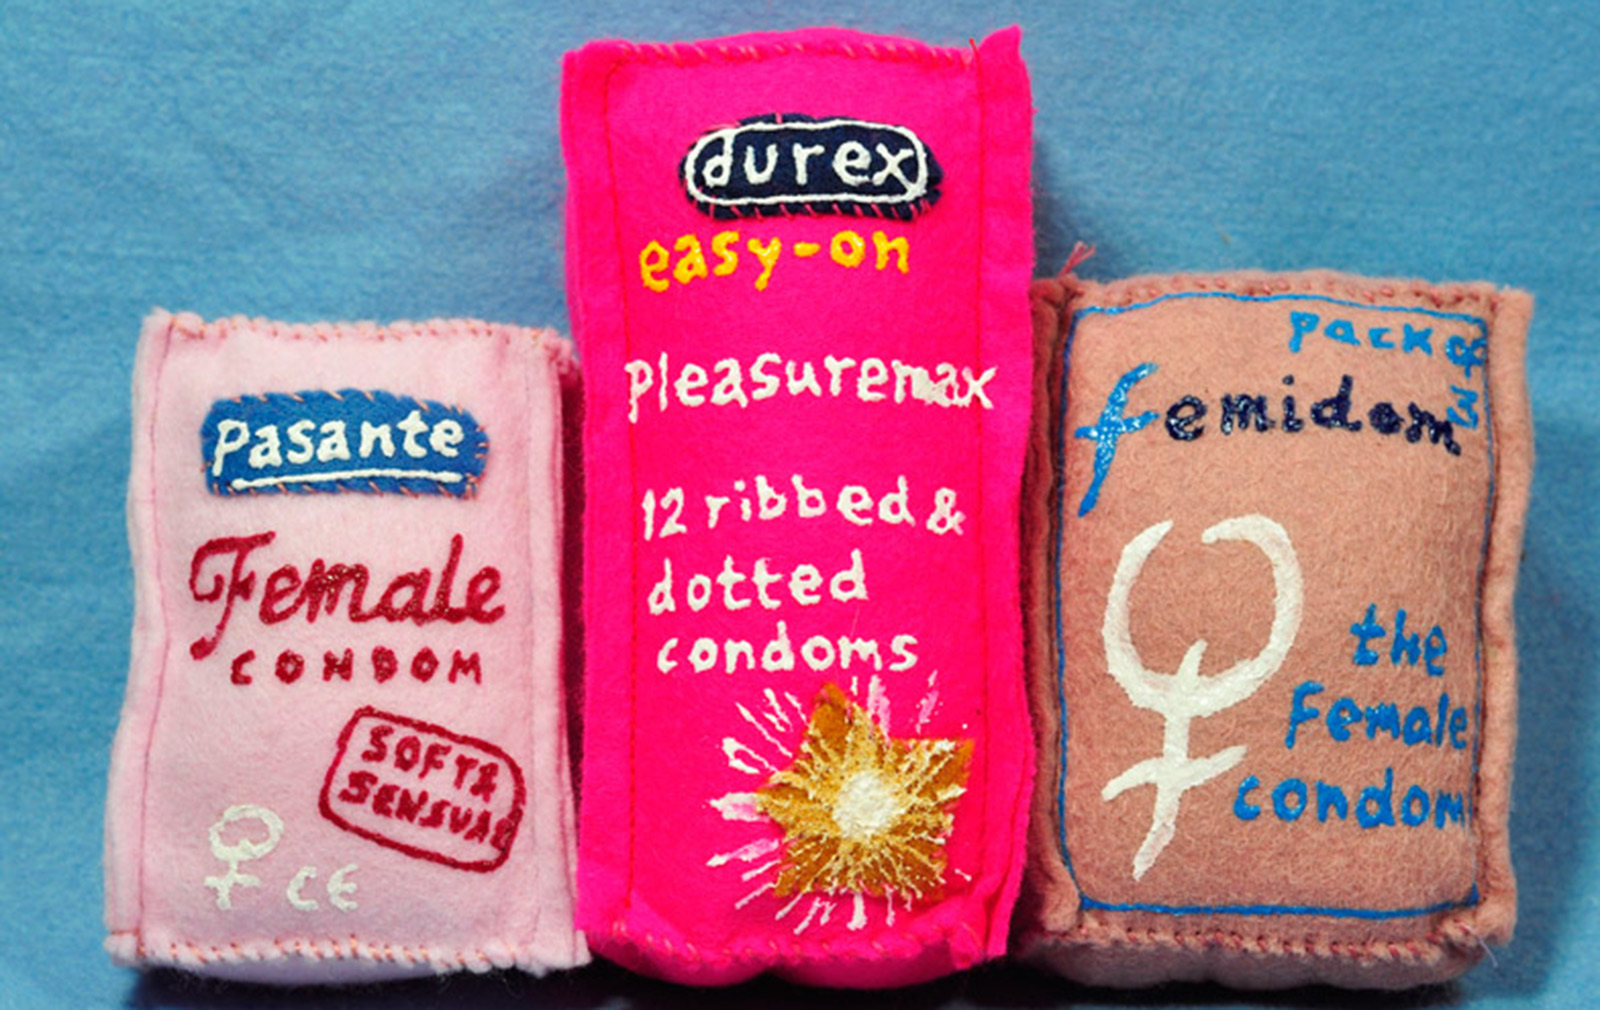 pasante
Female
CONDOM
SOFT &
SENSUAL
CE
durex
easy-on
pleasuremax
12 ribbed &
dotted
condoms
pack of
3
femidom
the
Female
condom